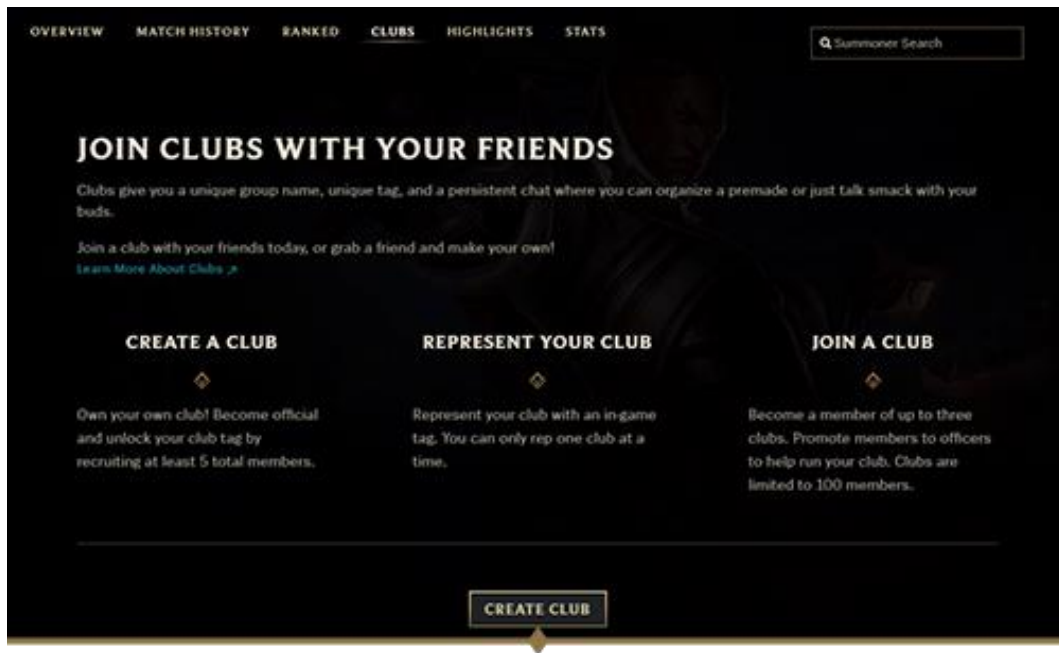 OVERVIEW MATCH HISTORY RANKED CLUBS HIGHLIGHTS STATS
Summoner Search
JOIN CLUBS WITH YOUR FRIENDS
Clubs give you a unique group name, unique tag, and a persistent chat where you can organize a premade or just talk smack with your
buds.
Join a club with your friends today, or grab a friend and make your own!
Learn More About Clubs
CREATE A CLUB
Own your own club! Become official
and unlock your club tag by
recruiting at least 5 total members.
REPRESENT YOUR CLUB
Represent your club with an in-game
tag. You can only rep one club at a
time.
JOIN A CLUB
Become a member of up to three
clubs. Promote members to officers
to help run your club. Clubs are
limited to 100 members.
CREATE CLUB